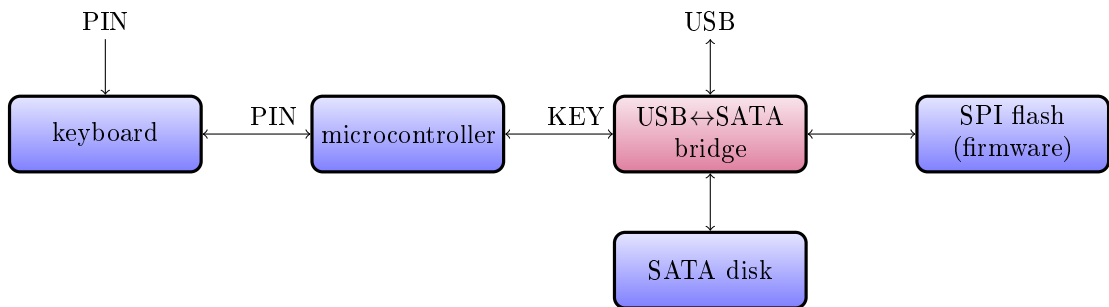 PIN
USB
keyboard
PIN
microcontroller
KEY
USB↔SATA
bridge
SPI flash
(firmware)
SATA disk